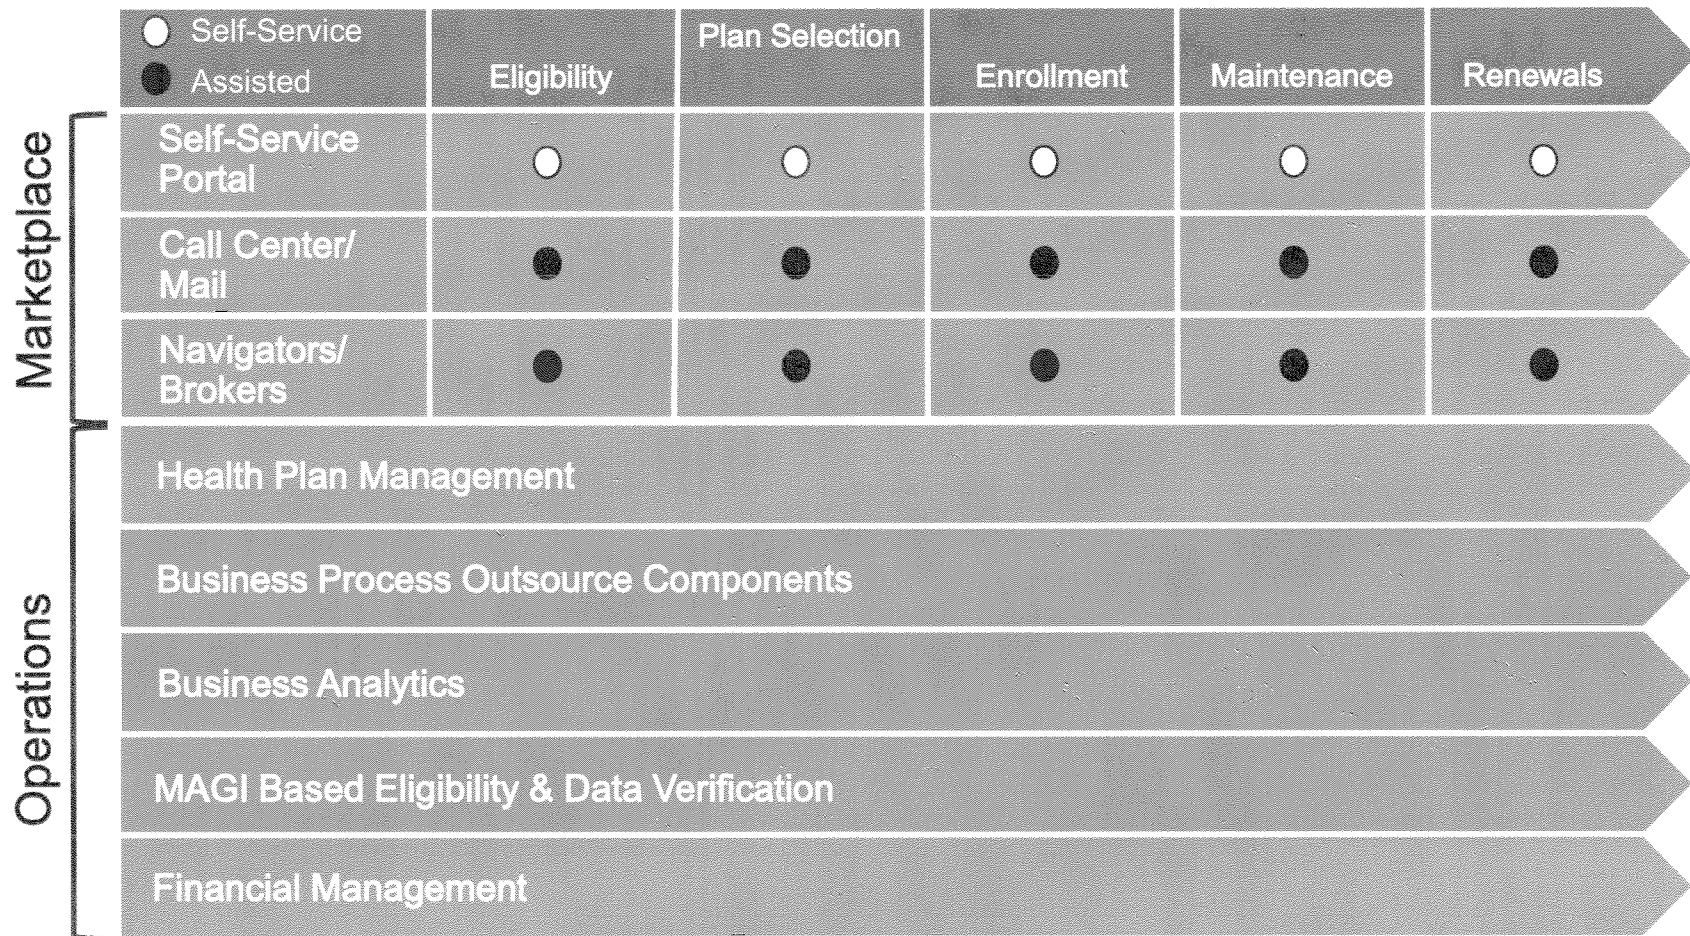 Self-Service
Assisted
Eligibility
Plan Selection
Enrollment
Maintenance
Renewals
Marketplace
Self-Service
Portal
Call Center/
Mail
Navigators/
Brokers
Operations
Health Plan Management
Business Process Outsource Components
Business Analytics
MAGI Based Eligibility & Data Verification
Financial Management